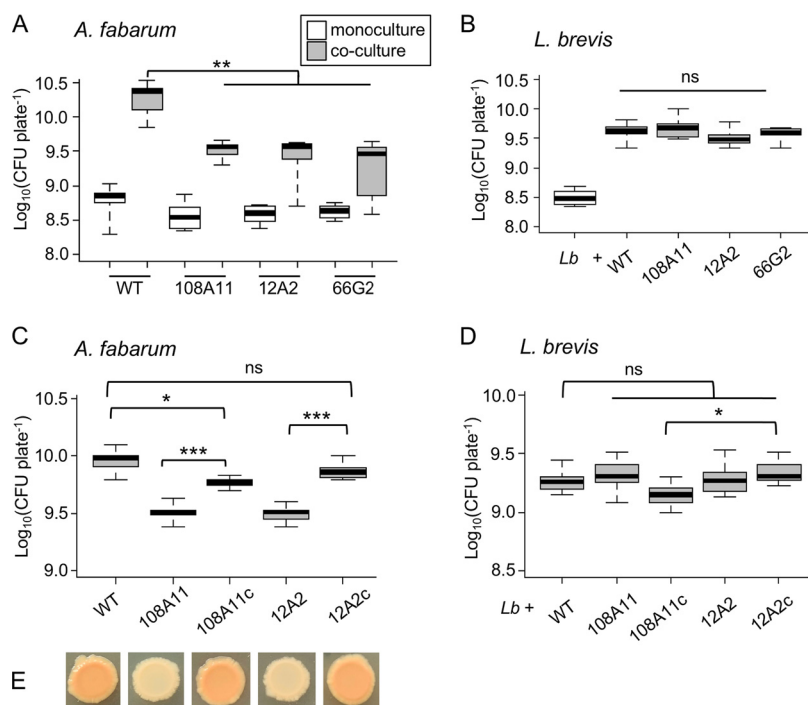 A
A. fabarum
monoculture
co-culture
**
Log10(CFU plate-1)
10.5
10.0
9.5
9.0
8.5
8.0
WT
108A11
12A2
66G2
B
L. brevis
ns
Log10(CFU plate-1)
10.5
10.0
9.5
9.0
8.5
8.0
Lb + WT 108A11 12A2 66G2
C
A. fabarum
ns
*
***
***
Log10(CFU plate-1)
10.5
10.0
9.5
9.0
WT 108A11 108A11c 12A2 12A2c
D
L. brevis
ns
*
Log10(CFU plate-1)
10.0
9.5
9.0
8.5
Lb + WT 108A11 108A11c 12A2 12A2c
E